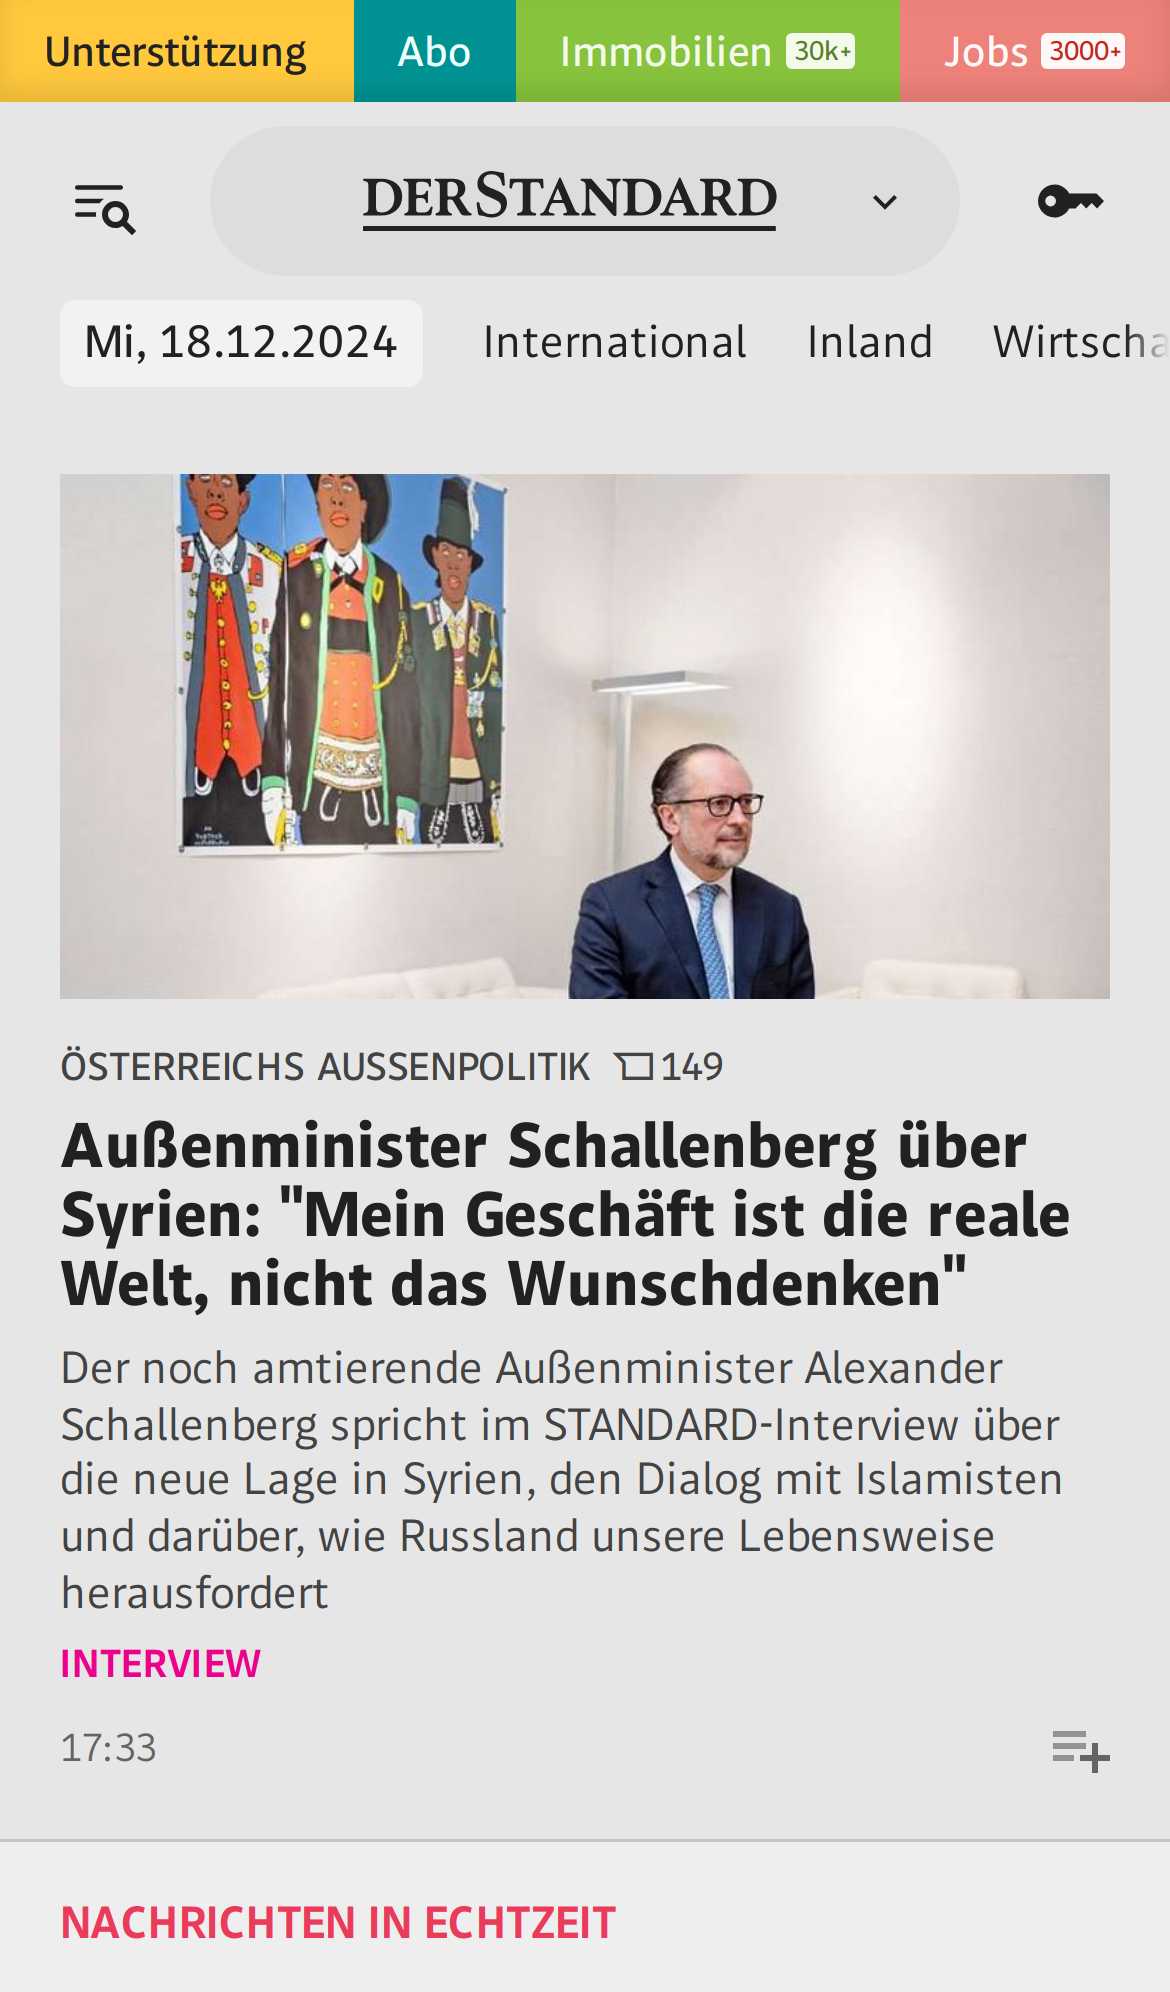 Unterstützung
Abo
Immobilien 30k+
Jobs 3000+
DERSTANDARD
Mi, 18.12.2024
International
Inland
Wirtscha
ÖSTERREICHS AUSSENPOLITIK 149
Außenminister Schallenberg über
Syrien: "Mein Geschäft ist die reale
Welt, nicht das Wunschdenken"
Der noch amtierende Außenminister Alexander
Schallenberg spricht im STANDARD-Interview über
die neue Lage in Syrien, den Dialog mit Islamisten
und darüber, wie Russland unsere Lebensweise
herausfordert
INTERVIEW
17:33
NACHRICHTEN IN ECHTZEIT